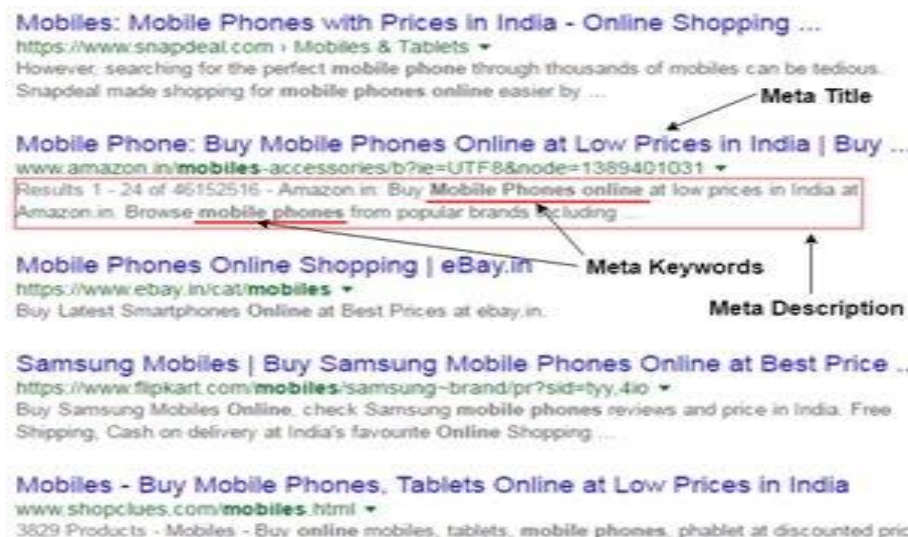 Mobiles: Mobile Phones with Prices in India - Online Shopping ...
https://www.snapdeal.com › Mobiles & Tablets
However, searching for the perfect mobile phone through thousands of mobiles can be tedious.
Snapdeal made shopping for mobile phones online easier by ...
Meta Title
Mobile Phone: Buy Mobile Phones Online at Low Prices in India | Buy ...
www.amazon.in/mobiles-accessories/b?ie=UTF8&node=1389401031
Results 1 - 24 of 46152516 - Amazon.in: Buy Mobile Phones online at low prices in India at
Amazon.in. Browse mobile phones from popular brands including ...
Mobile Phones Online Shopping | eBay.in
Meta Keywords
https://www.ebay.in/cat/mobiles
Buy Latest Smartphones Online at Best Prices at ebay.in.
Meta Description
Samsung Mobiles | Buy Samsung Mobile Phones Online at Best Price ...
https://www.flipkart.com/mobiles/samsung~brand/pr?sid=tyy,4io
Buy Samsung Mobiles Online, check Samsung mobile phones reviews and price in India. Free
Shipping, Cash on delivery at India's favourite Online Shopping ...
Mobiles - Buy Mobile Phones, Tablets Online at Low Prices in India
www.shopclues.com/mobiles.html
3829 Products - Mobiles - Buy online mobiles, tablets, mobile phones, phablet at discounted pric